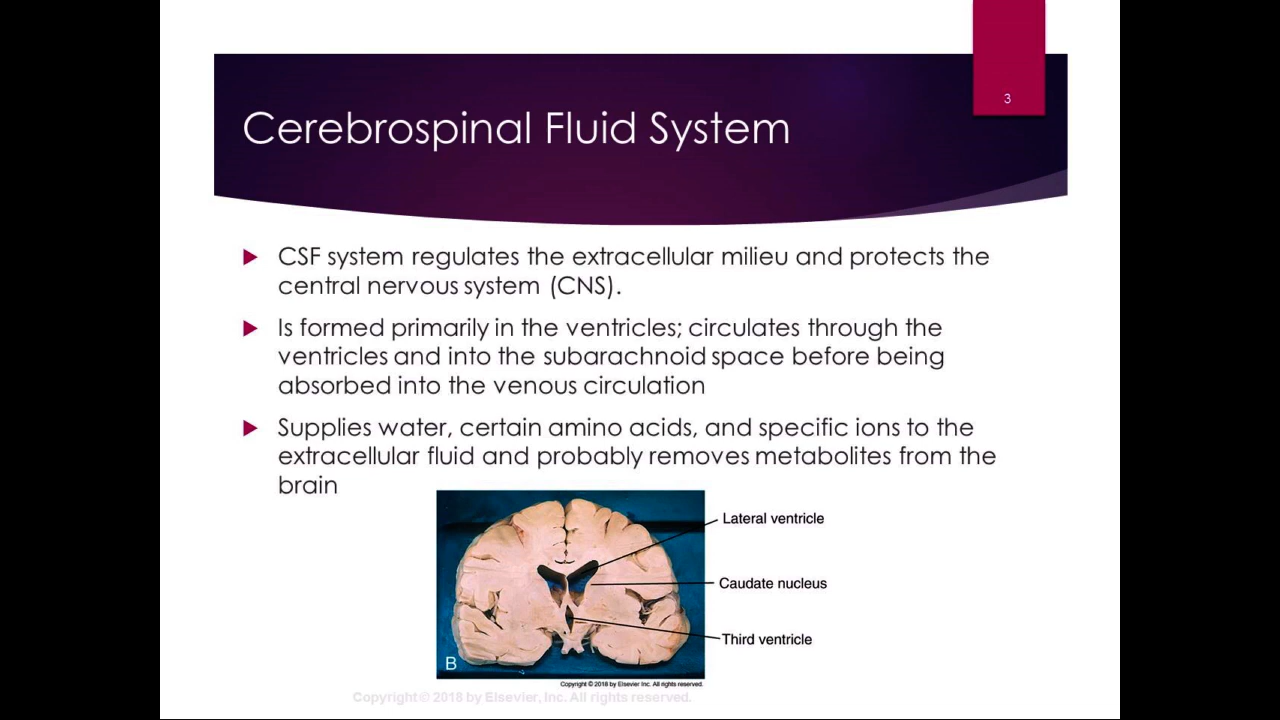 3
Cerebrospinal Fluid System
CSF system regulates the extracellular milieu and protects the
central nervous system (CNS).
Is formed primarily in the ventricles; circulates through the
ventricles and into the subarachnoid space before being
absorbed into the venous circulation
Supplies water, certain amino acids, and specific ions to the
extracellular fluid and probably removes metabolites from the
brain
Lateral ventricle
Caudate nucleus
Third ventricle
B
Copyright © 2018 by Elsevier Inc. All rights reserved.
Copyright © 2018 by Elsevier, Inc. All rights reserved.